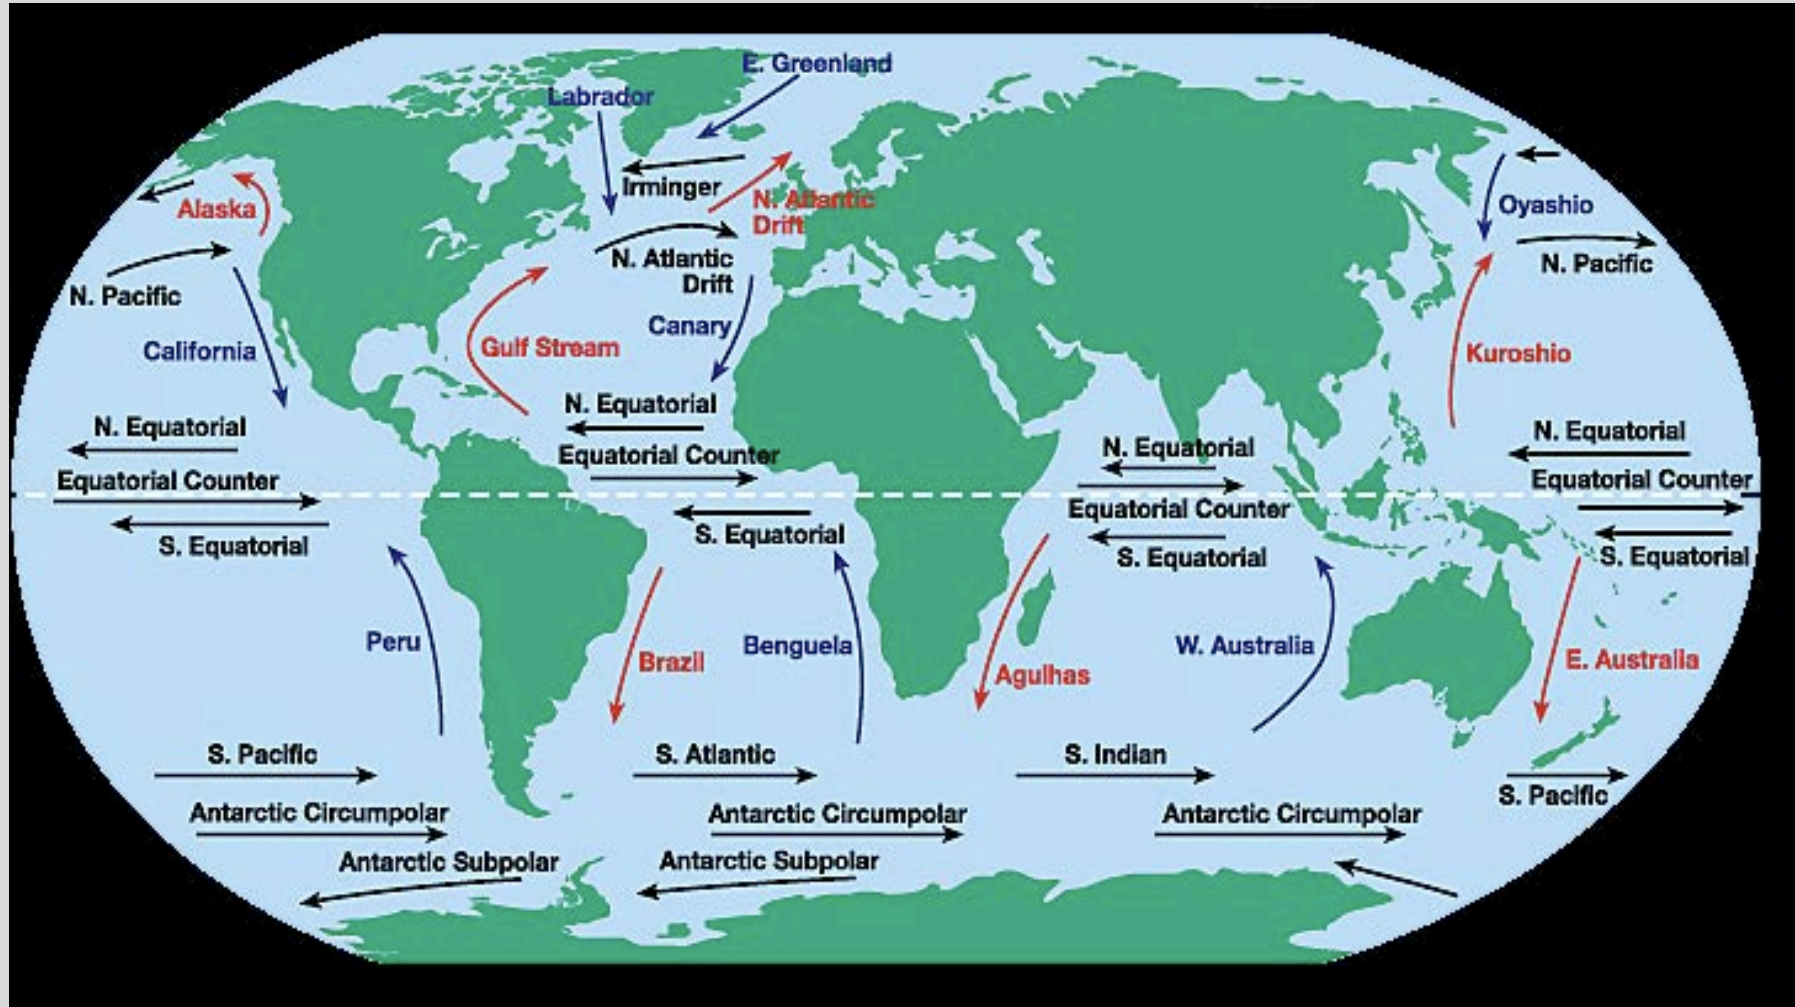 E. Greenland
Labrador
Irminger
Alaska
N. Atlantic
Drift
Oyashio
N. Atlantic
Drift
N. Pacific
N. Pacific
Canary
California
Gulf Stream
Kuroshio
N. Equatorial
N. Equatorial
N. Equatorial
N. Equatorial
Equatorial Counter
Equatorial Counter
Equatorial Counter
Equatorial Counter
S. Equatorial
S. Equatorial
S. Equatorial
S. Equatorial
Peru
Brazil
Benguela
Agulhas
W. Australia
E. Australia
S. Pacific
S. Atlantic
S. Indian
S. Pacific
Antarctic Circumpolar
Antarctic Circumpolar
Antarctic Circumpolar
Antarctic Subpolar
Antarctic Subpolar